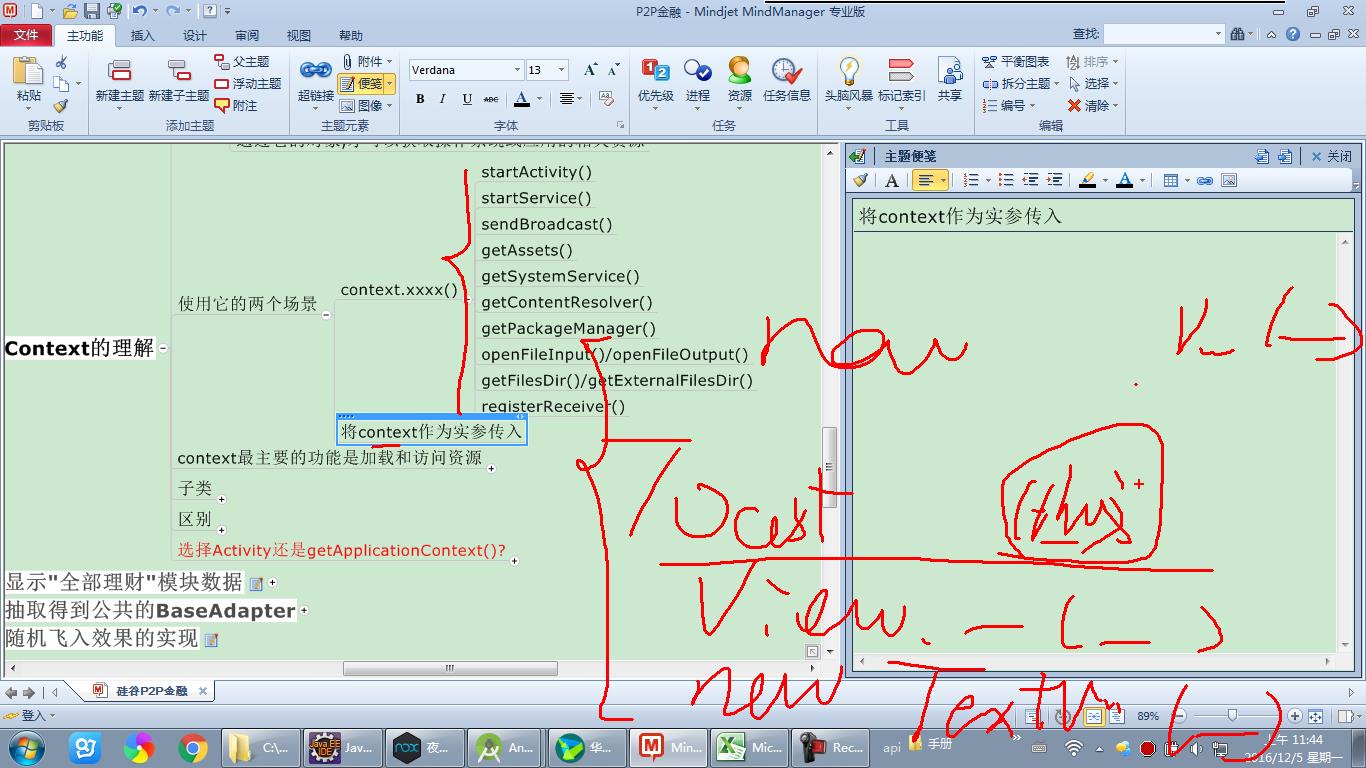 P2P金融 - Mindjet MindManager 专业版
文件 主功能 插入 设计 审阅 视图 帮助 查找:
粘贴 新建主题 新建子主题 父主题 浮动主题 附注 超链接 附件 便笺 图像 Verdana 13 B I U ABC A 优先级 进程 资源 任务信息 头脑风暴 标记索引 共享 平衡图表 排序 拆分主题 选择 编号 清除
剪贴板 添加主题 主题元素 字体 任务 工具 编辑
主题便笺 关闭
将context作为实参传入
startActivity()
startService()
sendBroadcast()
getAssets()
getSystemService()
context.xxxx()
使用它的两个场景
getContentResolver()
getPackageManager()
Context的理解
openFileInput()/openFileOutput()
getFilesDir()/getExternalFilesDir()
registerReceiver()
将context作为实参传入
context最主要的功能是加载和访问资源
子类
区别
选择Activity还是getApplicationContext()?
显示"全部理财"模块数据
抽取得到公共的BaseAdapter
随机飞入效果的实现
new
Toast (this
View. (
new TextV
硅谷P2P金融
登入 89%
C:\... Jav... 夜... An... 华... Min... Mic... Rec... api 手册 上午 11:44
2016/12/5 星期一